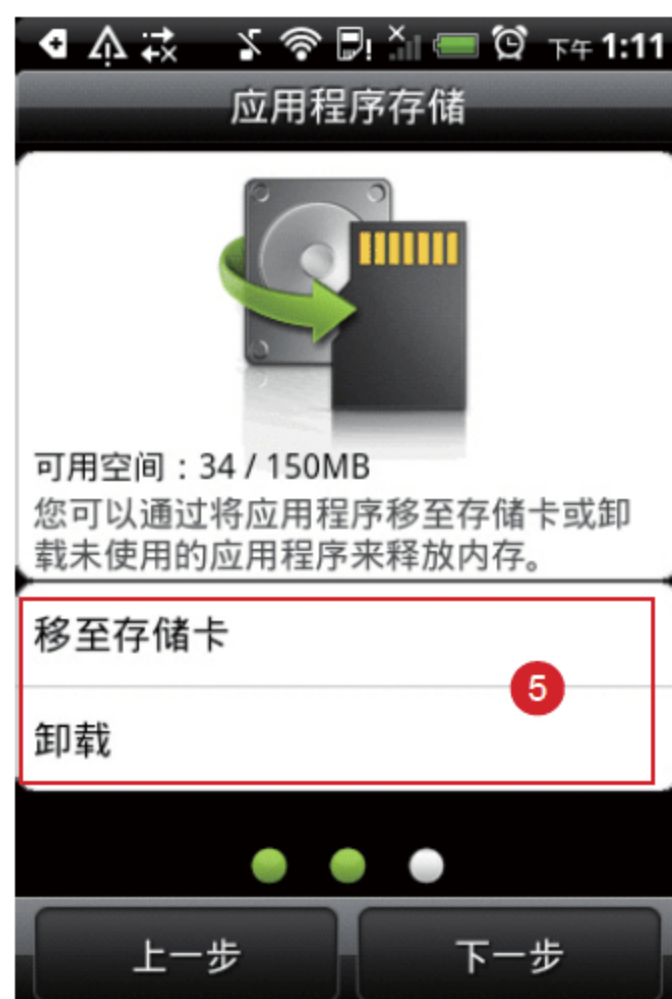 下午 1:11
应用程序存储
可用空间：34 / 150MB
您可以通过将应用程序移至存储卡或卸
载未使用的应用程序来释放内存。
移至存储卡
5
卸载
上一步 下一步